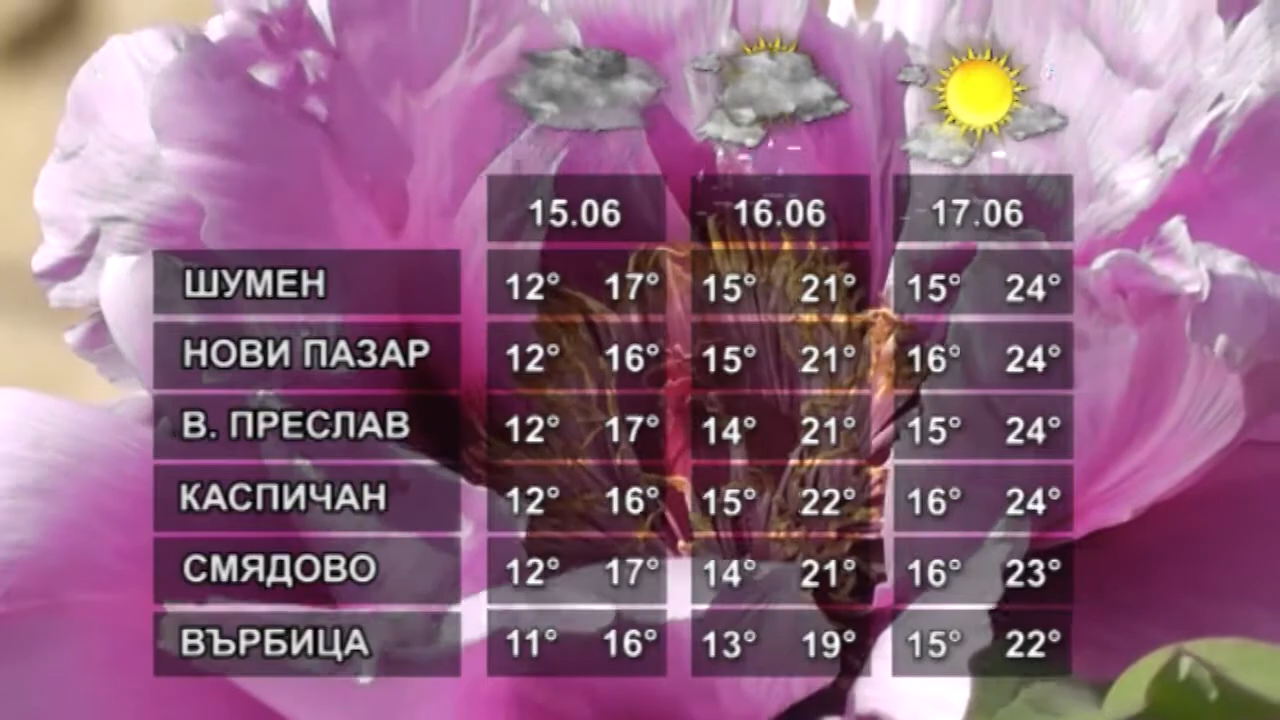 15.06 16.06 17.06
ШУМЕН 12° 17° 15° 21° 15° 24°
НОВИ ПАЗАР 12° 16° 15° 21° 16° 24°
В. ПРЕСЛАВ 12° 17° 14° 21° 15° 24°
КАСПИЧАН 12° 16° 15° 22° 16° 24°
СМЯДОВО 12° 17° 14° 21° 16° 23°
ВЪРБИЦА 11° 16° 13° 19° 15° 22°